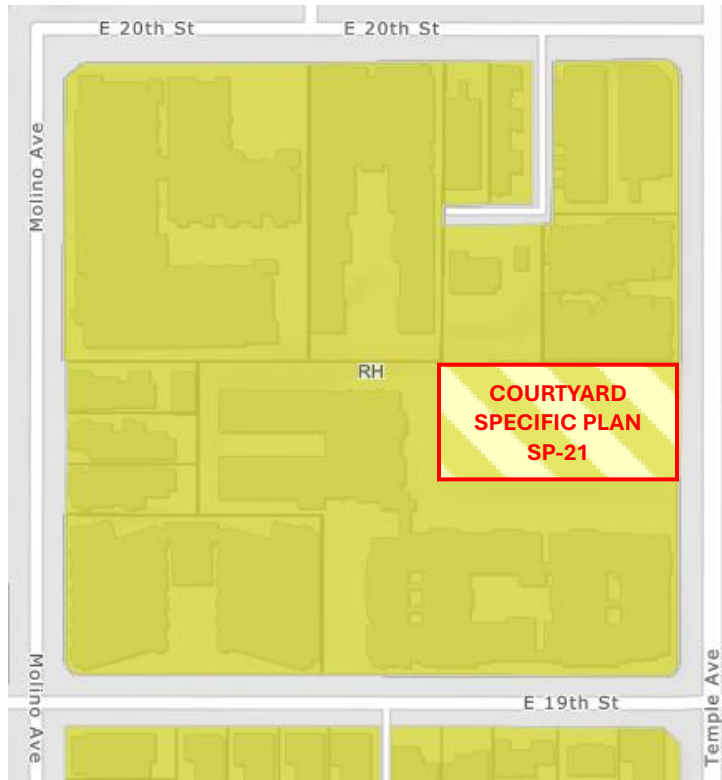 E 20th St
E 20th St
Molino Ave
RH
COURTYARD
SPECIFIC PLAN
SP-21
Molino Ave
E 19th St
Temple Ave